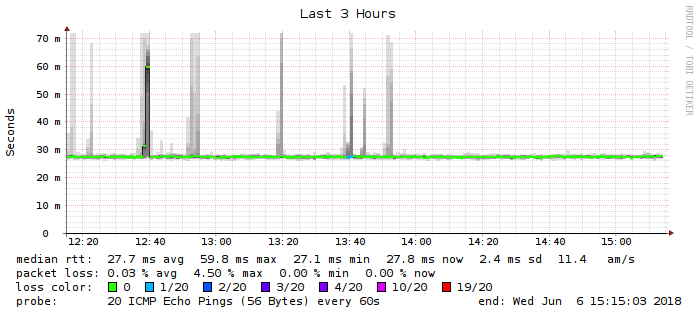 Last 3 Hours
RRDTOOL / TOBI OETIKER
Seconds
70 m
60 m
50 m
40 m
30 m
20 m
10 m
0
12:20 12:40 13:00 13:20 13:40 14:00 14:20 14:40 15:00
median rtt: 27.7 ms avg 59.8 ms max 27.1 ms min 27.8 ms now 2.4 ms sd 11.4 am/s
packet loss: 0.03 % avg 4.50 % max 0.00 % min 0.00 % now
loss color: 0 1/20 2/20 3/20 4/20 10/20 19/20
probe: 20 ICMP Echo Pings (56 Bytes) every 60s end: Wed Jun 6 15:15:03 2018